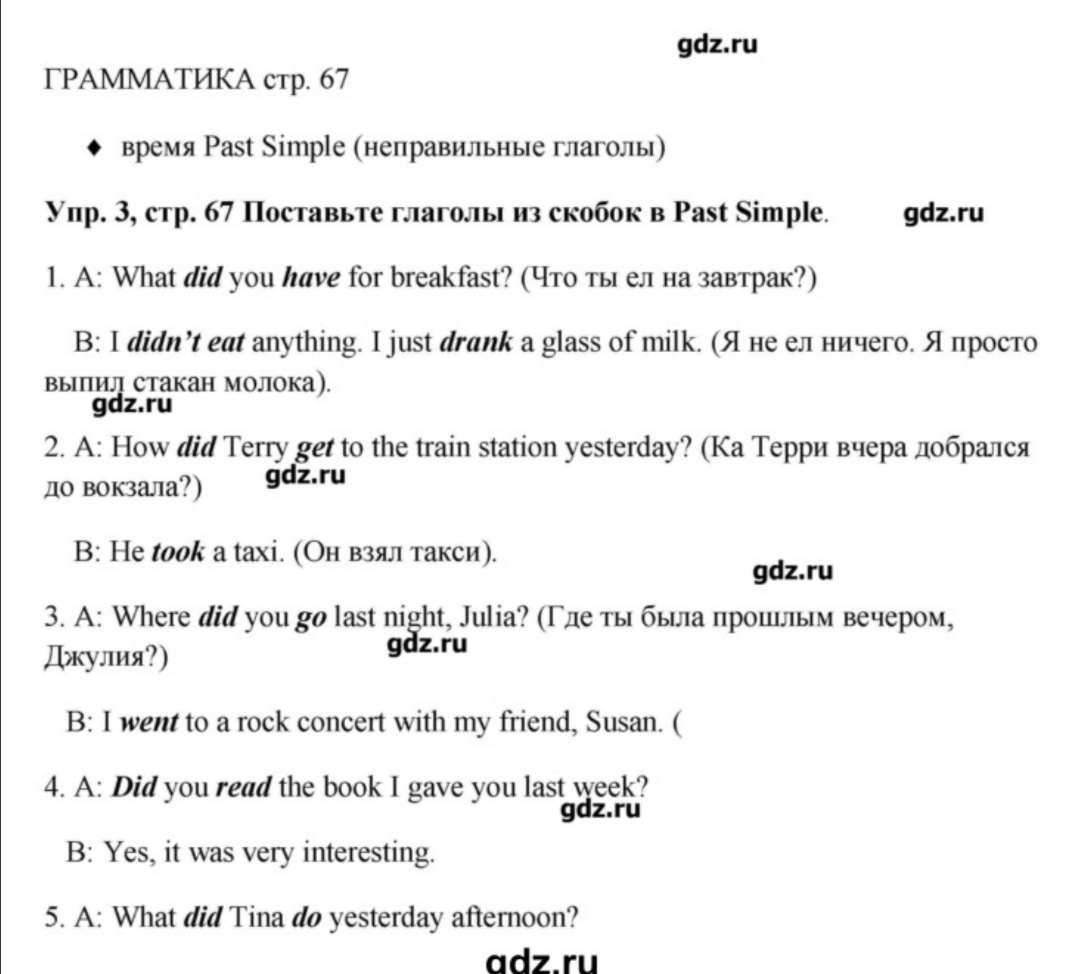 gdz.ru
ГРАММАТИКА стр. 67
♦ время Past Simple (неправильные глаголы)
Упр. 3, стр. 67 Поставьте глаголы из скобок в Past Simple. gdz.ru
1. A: What did you have for breakfast? (Что ты ел на завтрак?)
B: I didn’t eat anything. I just drank a glass of milk. (Я не ел ничего. Я просто
выпил стакан молока).
gdz.ru
2. A: How did Terry get to the train station yesterday? (Ка Терри вчера добрался
до вокзала?) gdz.ru
B: He took a taxi. (Он взял такси).
gdz.ru
3. A: Where did you go last night, Julia? (Где ты была прошлым вечером,
Джулия?) gdz.ru
B: I went to a rock concert with my friend, Susan. (
4. A: Did you read the book I gave you last week?
gdz.ru
B: Yes, it was very interesting.
5. A: What did Tina do yesterday afternoon?
gdz.ru